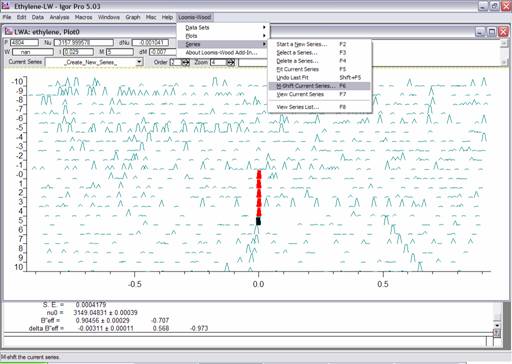 Ethylene-LW - Igor Pro 5.03
File Edit Data Analysis Macros Windows Graph Misc Help Loomis-Wood
Data Sets
Plots
Series
About Loomis-Wood Add-In...
Start a New Series... F2
Select a Series... F3
Delete a Series... F4
Fit Current Series F5
Undo Last Fit Shift+F5
M-Shift Current Series... F6
View Current Series F7
View Series List... F8
LWA: ethylene, Plot0
P 4804 Nu 3157.999578 dNu -0.001041
W nan I 0.029 M 5 dM -0.007
Current Series _Create_New_Series_ Order 2 Zoom 4
-10
-9
-8
-7
-6
-5
-4
-3
-2
-1
-0
0
1
2
3
4
5
6
7
8
9
10
-0.5 0.0 0.5
S. E. = 0.0004179
nu0 = 3149.04831 ± 0.00039
B"eff = 0.90456 ± 0.00029 -0.707
delta B"eff = -0.00311 ± 0.00011 0.568 -0.973
M-shift the current series.